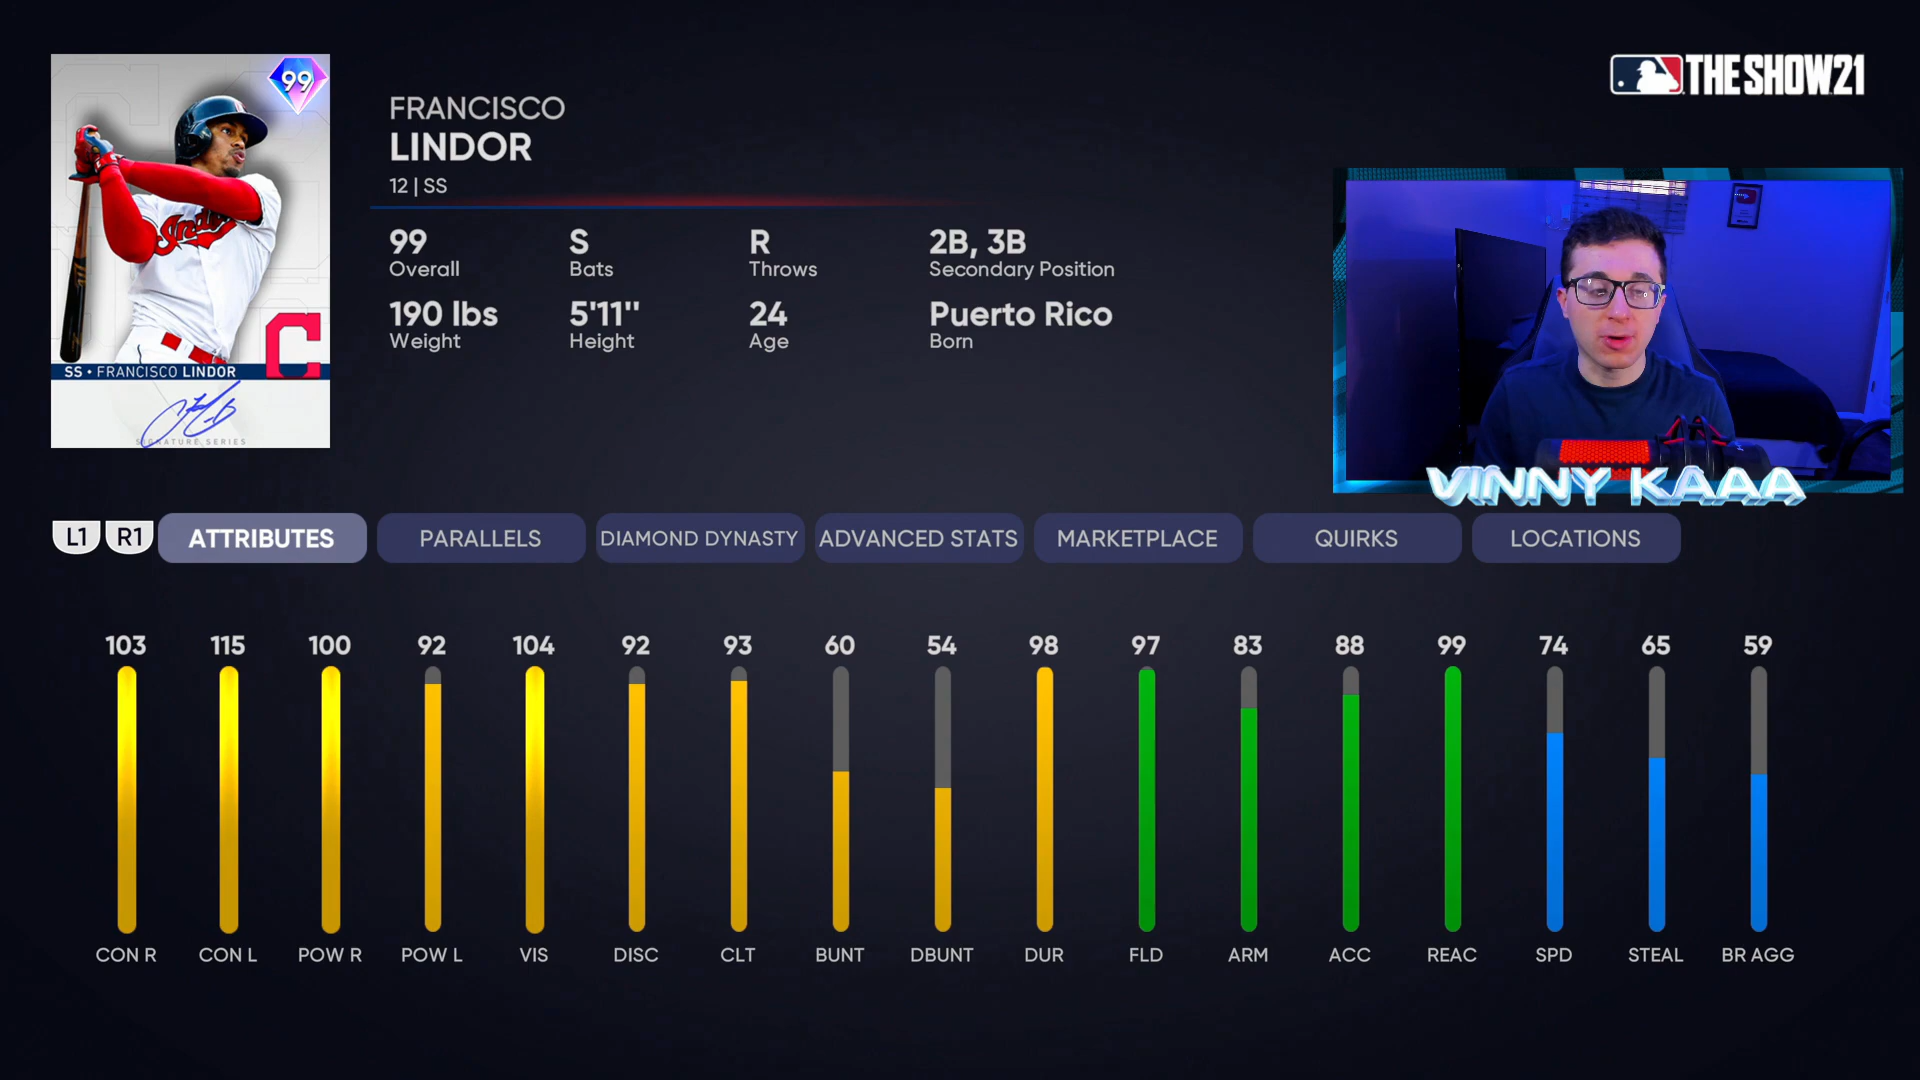 99
SS • FRANCISCO LINDOR
SIGNATURE SERIES
FRANCISCO
LINDOR
12 | SS
99
Overall
S
Bats
R
Throws
2B, 3B
Secondary Position
190 lbs
Weight
5'11"
Height
24
Age
Puerto Rico
Born
THE SHOW21
VINNY KAAA
L1 R1 ATTRIBUTES PARALLELS DIAMOND DYNASTY ADVANCED STATS MARKETPLACE QUIRKS LOCATIONS
103 115 100 92 104 92 93 60 54 98 97 83 88 99 74 65 59
CON R CON L POW R POW L VIS DISC CLT BUNT DBUNT DUR FLD ARM ACC REAC SPD STEAL BR AGG